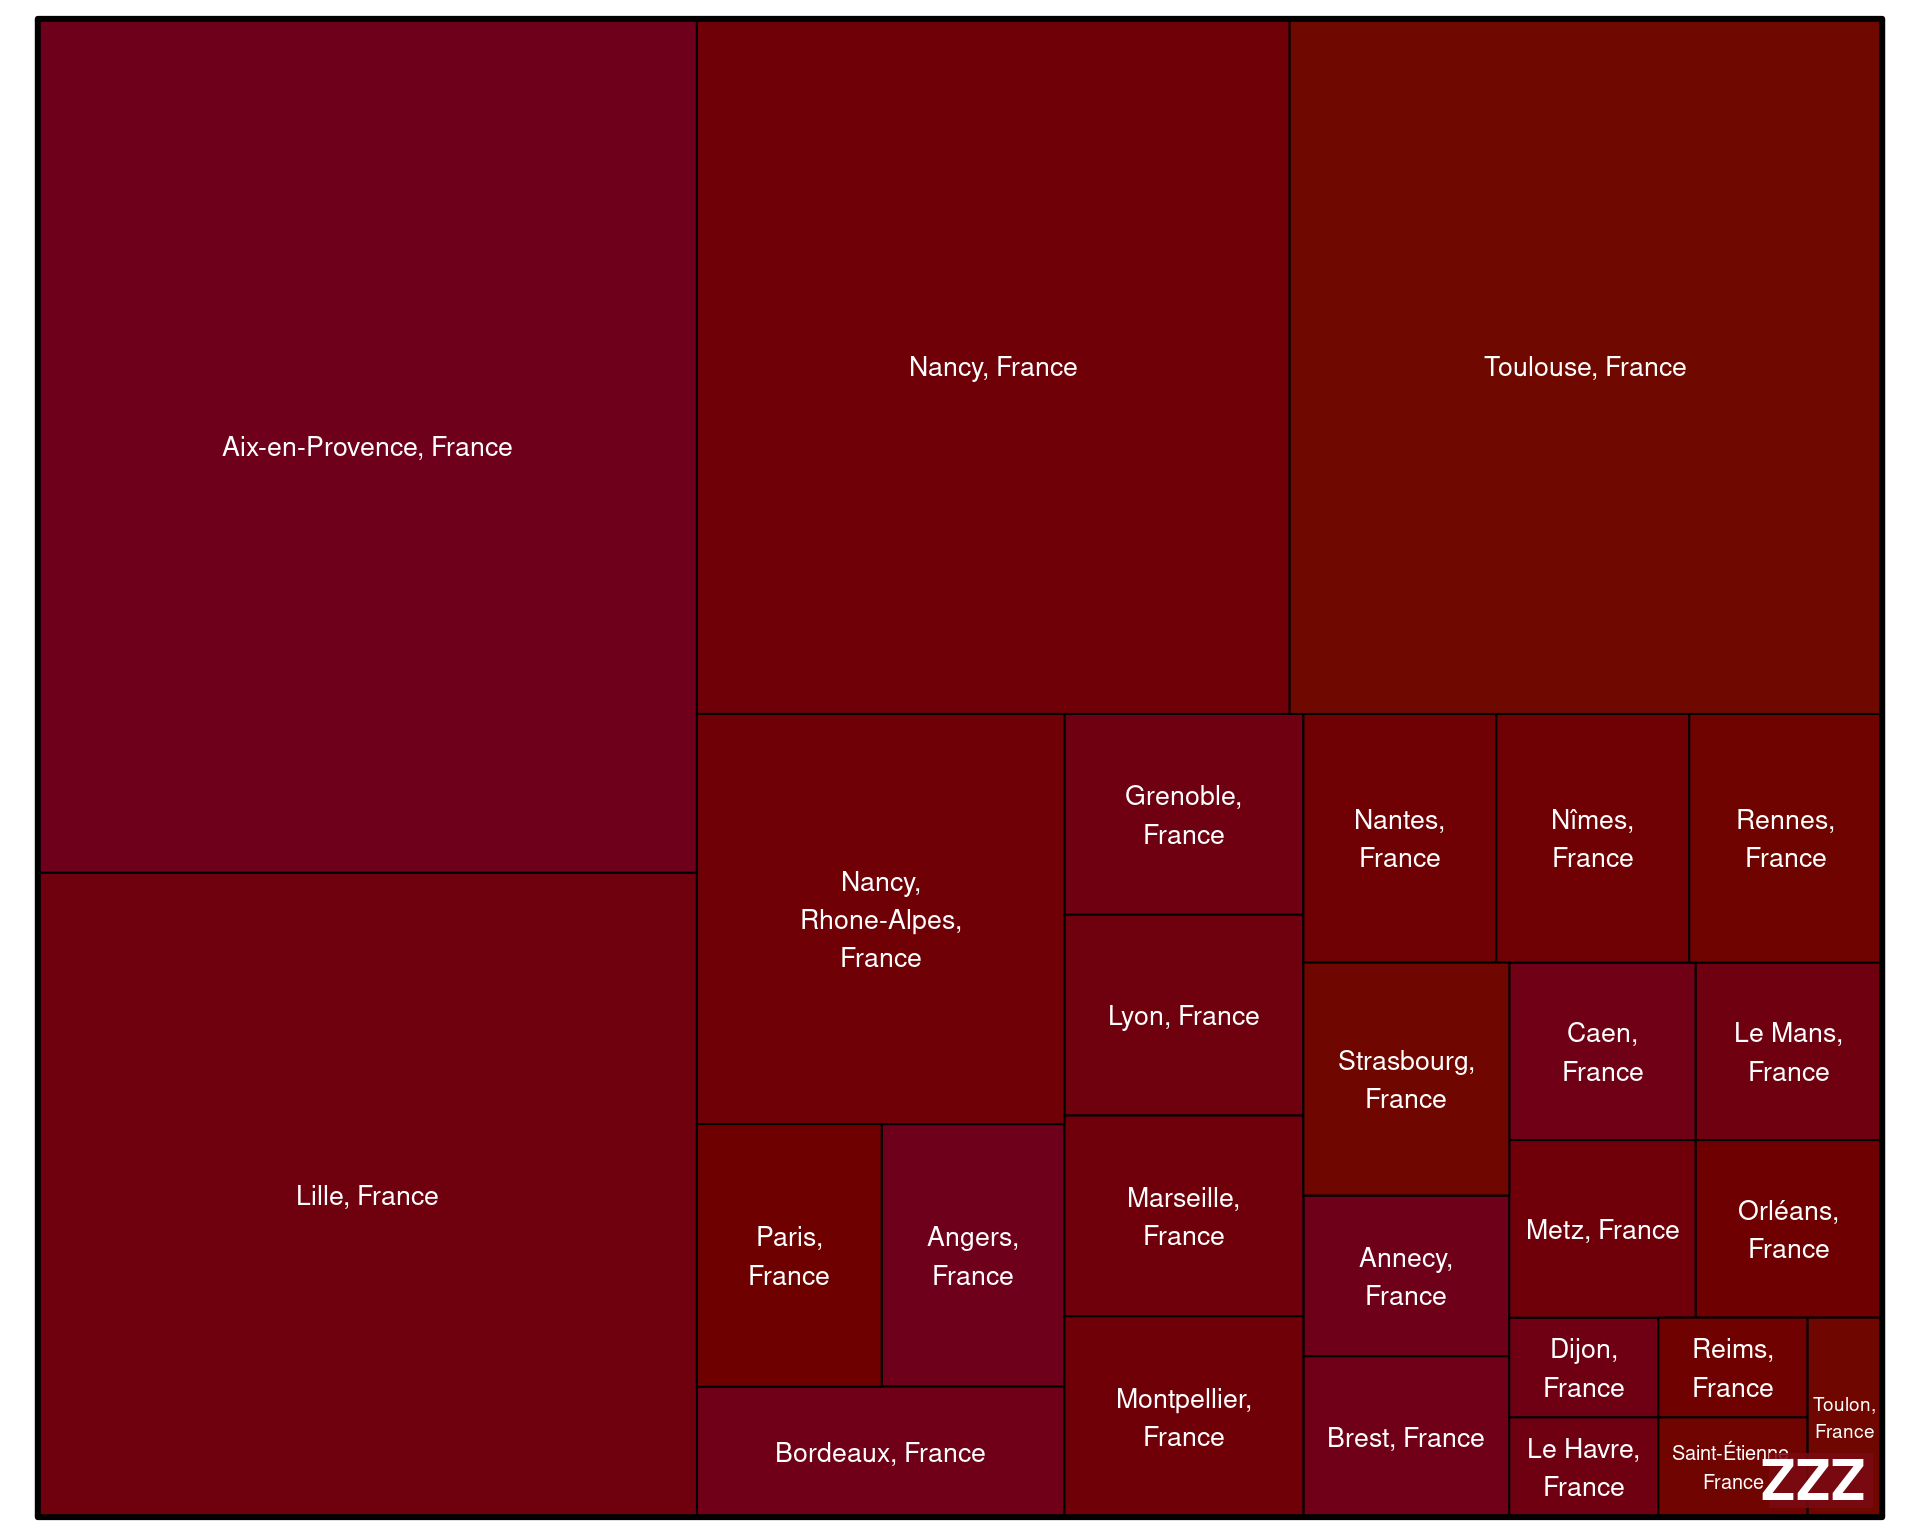 Aix-en-Provence, France
Nancy, France
Toulouse, France
Lille, France
Nancy,
Rhone-Alpes,
France
Grenoble,
France
Nantes,
France
Nîmes,
France
Rennes,
France
Lyon, France
Strasbourg,
France
Caen,
France
Le Mans,
France
Paris,
France
Angers,
France
Marseille,
France
Annecy,
France
Metz, France
Orléans,
France
Bordeaux, France
Montpellier,
France
Brest, France
Dijon,
France
Reims,
France
Toulon,
France
Le Havre,
France
Saint-Étienne
France
ZZZ